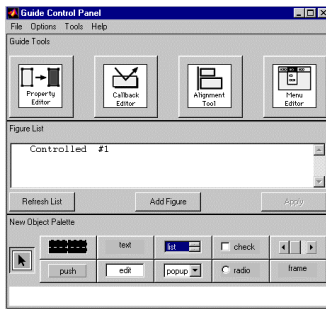 Guide Control Panel
File Options Tools Help
Guide Tools
Property
Editor
Callback
Editor
Alignment
Tool
Menu
Editor
Figure List
Controlled #1
Refresh List
Add Figure
Apply
New Object Palette
text
list
check
push
edit
popup
radio
frame